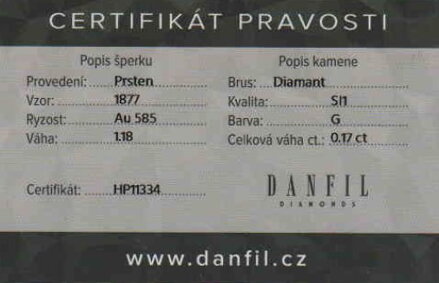 CERTIFIKÁT PRAVOSTI
Popis šperku
Provedení: Prsten
Vzor: 1877
Ryzost: Au 585
Váha: 1.18
Certifikát: HP11334
Popis kamene
Brus: Diamant
Kvalita: SI1
Barva: G
Celková váha ct.: 0.17 ct
DANFIL
DIAMONDS
www.danfil.cz